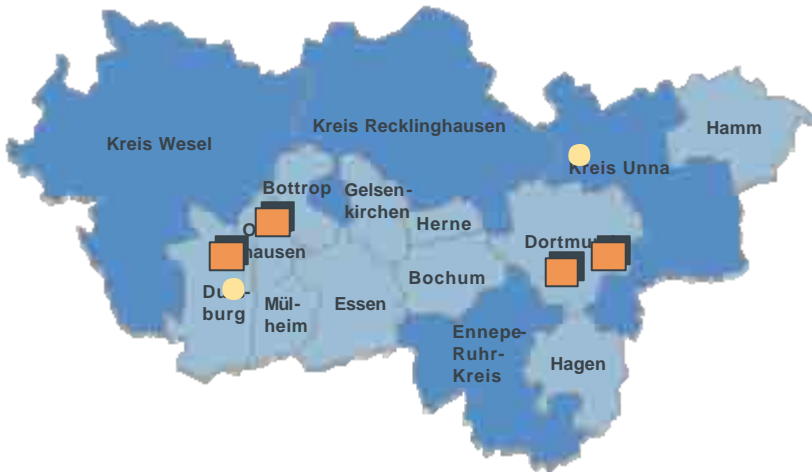 Kreis Wesel
Kreis Recklinghausen
Hamm
Kreis Unna
Bottrop
Gelsen-
kirchen
Herne
hausen
Bochum
Mül-
heim
burg
Essen
Ennepe-
Ruhr-
Kreis
Hagen